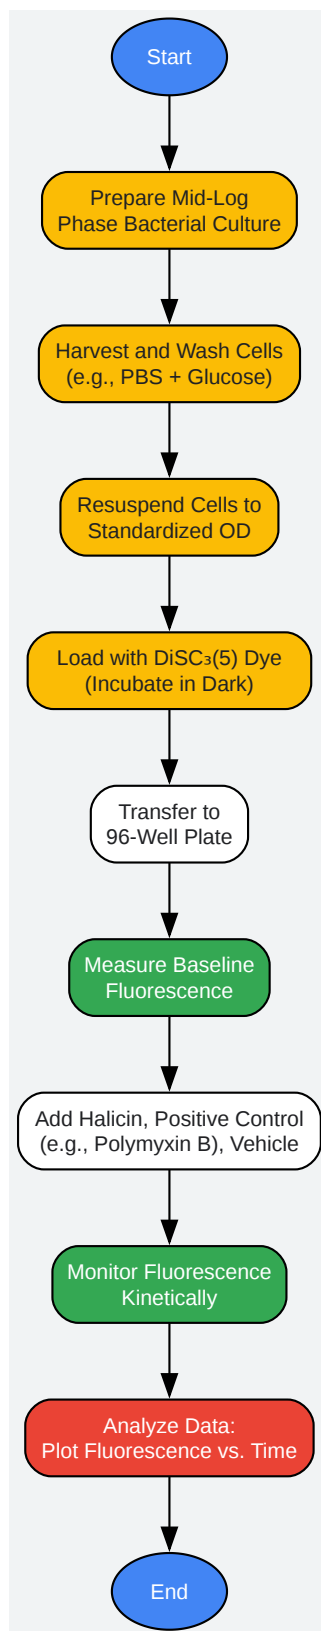 Start
Prepare Mid-Log
Phase Bacterial Culture
Harvest and Wash Cells
(e.g., PBS + Glucose)
Resuspend Cells to
Standardized OD
Load with DiSC₃(5) Dye
(Incubate in Dark)
Transfer to
96-Well Plate
Measure Baseline
Fluorescence
Add Halicin, Positive Control
(e.g., Polymyxin B), Vehicle
Monitor Fluorescence
Kinetically
Analyze Data:
Plot Fluorescence vs. Time
End